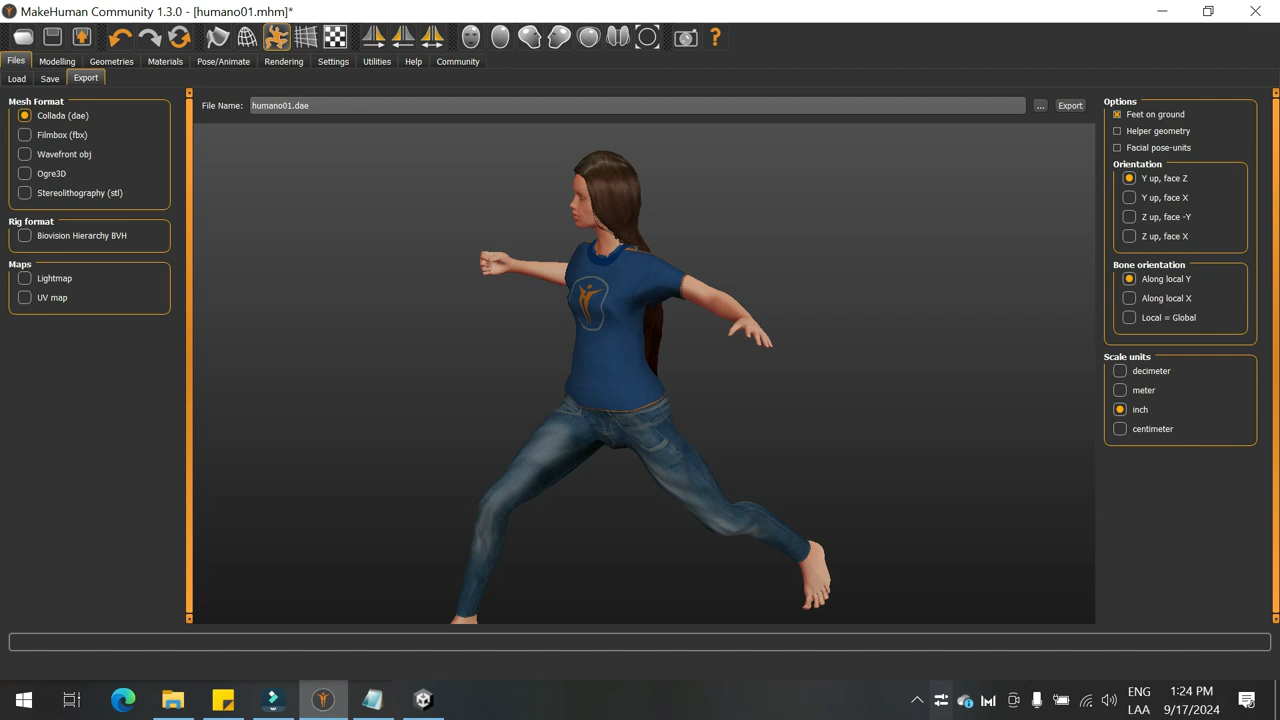 MakeHuman Community 1.3.0 - [humano01.mhm]*
Files Modelling Geometries Materials Pose/Animate Rendering Settings Utilities Help Community
Load Save Export
Mesh Format
Collada (dae)
Filmbox (fbx)
Wavefront obj
Ogre3D
Stereolithography (stl)
Rig format
Biovision Hierarchy BVH
Maps
Lightmap
UV map
File Name: humano01.dae ... Export
Options
Feet on ground
Helper geometry
Facial pose-units
Orientation
Y up, face Z
Y up, face X
Z up, face -Y
Z up, face X
Bone orientation
Along local Y
Along local X
Local = Global
Scale units
decimeter
meter
inch
centimeter
ENG
LAA
1:24 PM
9/17/2024